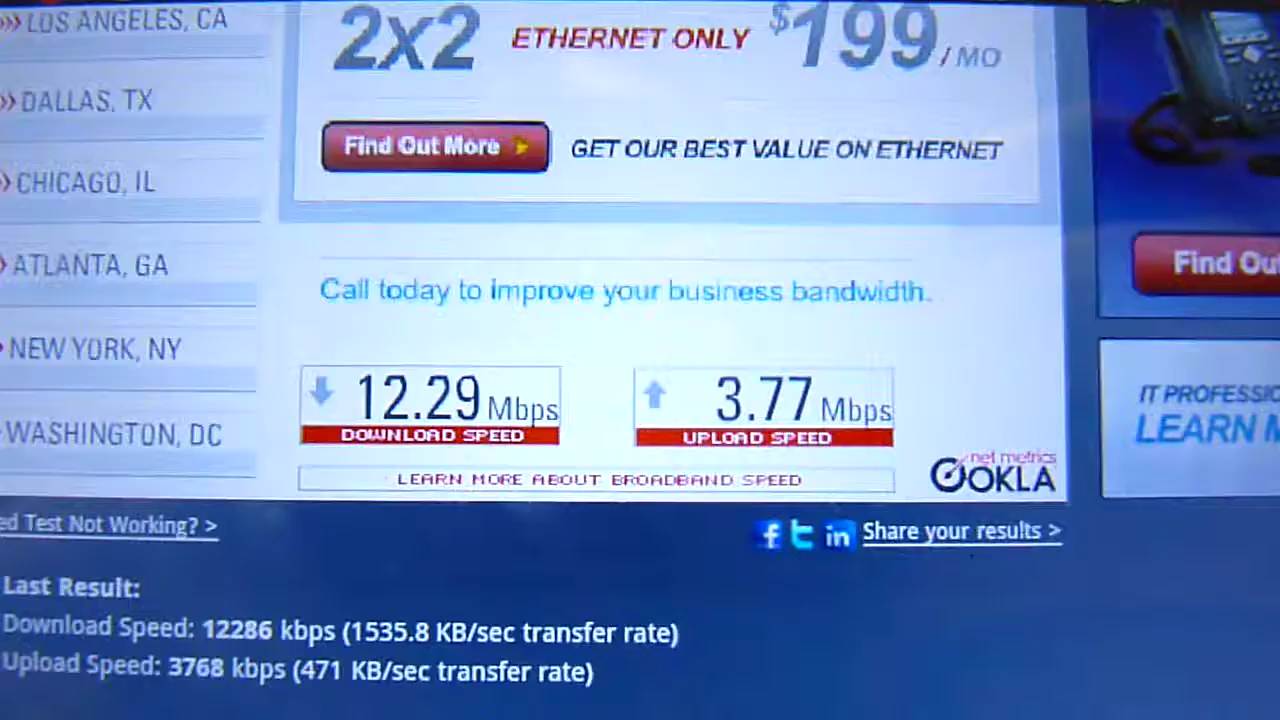 LOS ANGELES, CA
DALLAS, TX
CHICAGO, IL
ATLANTA, GA
NEW YORK, NY
WASHINGTON, DC
2x2 ETHERNET ONLY $199/MO
Find Out More
GET OUR BEST VALUE ON ETHERNET
Call today to improve your business bandwidth.
12.29 Mbps
DOWNLOAD SPEED
3.77 Mbps
UPLOAD SPEED
LEARN MORE ABOUT BROADBAND SPEED
net metrics
OOKLA
Find Ou
IT PROFESSIO
LEARN M
ed Test Not Working? >
f t in Share your results >
Last Result:
Download Speed: 12286 kbps (1535.8 KB/sec transfer rate)
Upload Speed: 3768 kbps (471 KB/sec transfer rate)